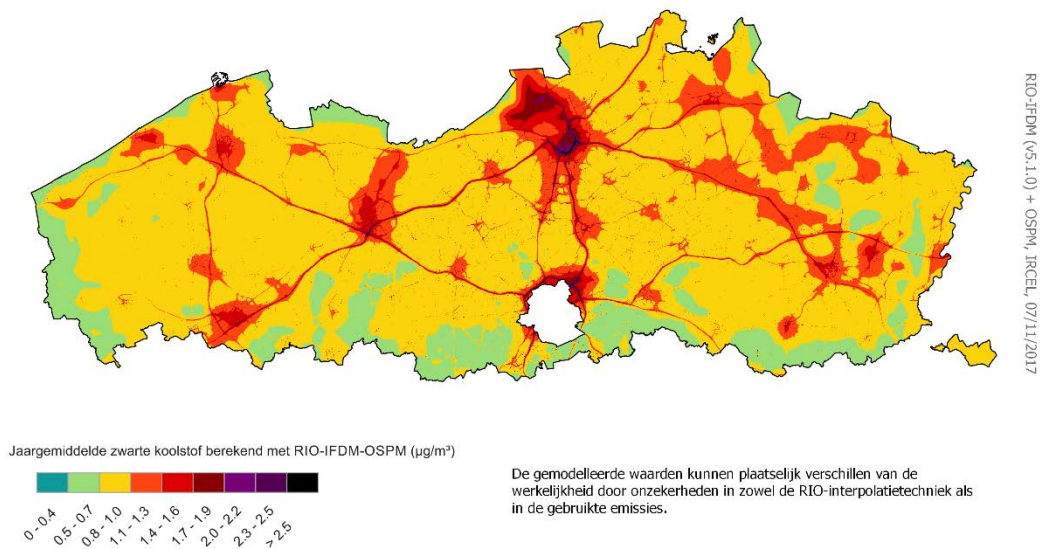 RIO-IFDM (v5.1.0) + OSPM, IRCEL, 07/11/2017
Jaargemiddelde zwarte koolstof berekend met RIO-IFDM-OSPM (µg/m³)
0 - 0.4
0.5 - 0.7
0.8 - 1.0
1.1 - 1.3
1.4 - 1.6
1.7 - 1.9
2.0 - 2.2
2.3 - 2.5
> 2.5
De gemodelleerde waarden kunnen plaatselijk verschillen van de
werkelijkheid door onzekerheden in zowel de RIO-interpolatietechniek als
in de gebruikte emissies.